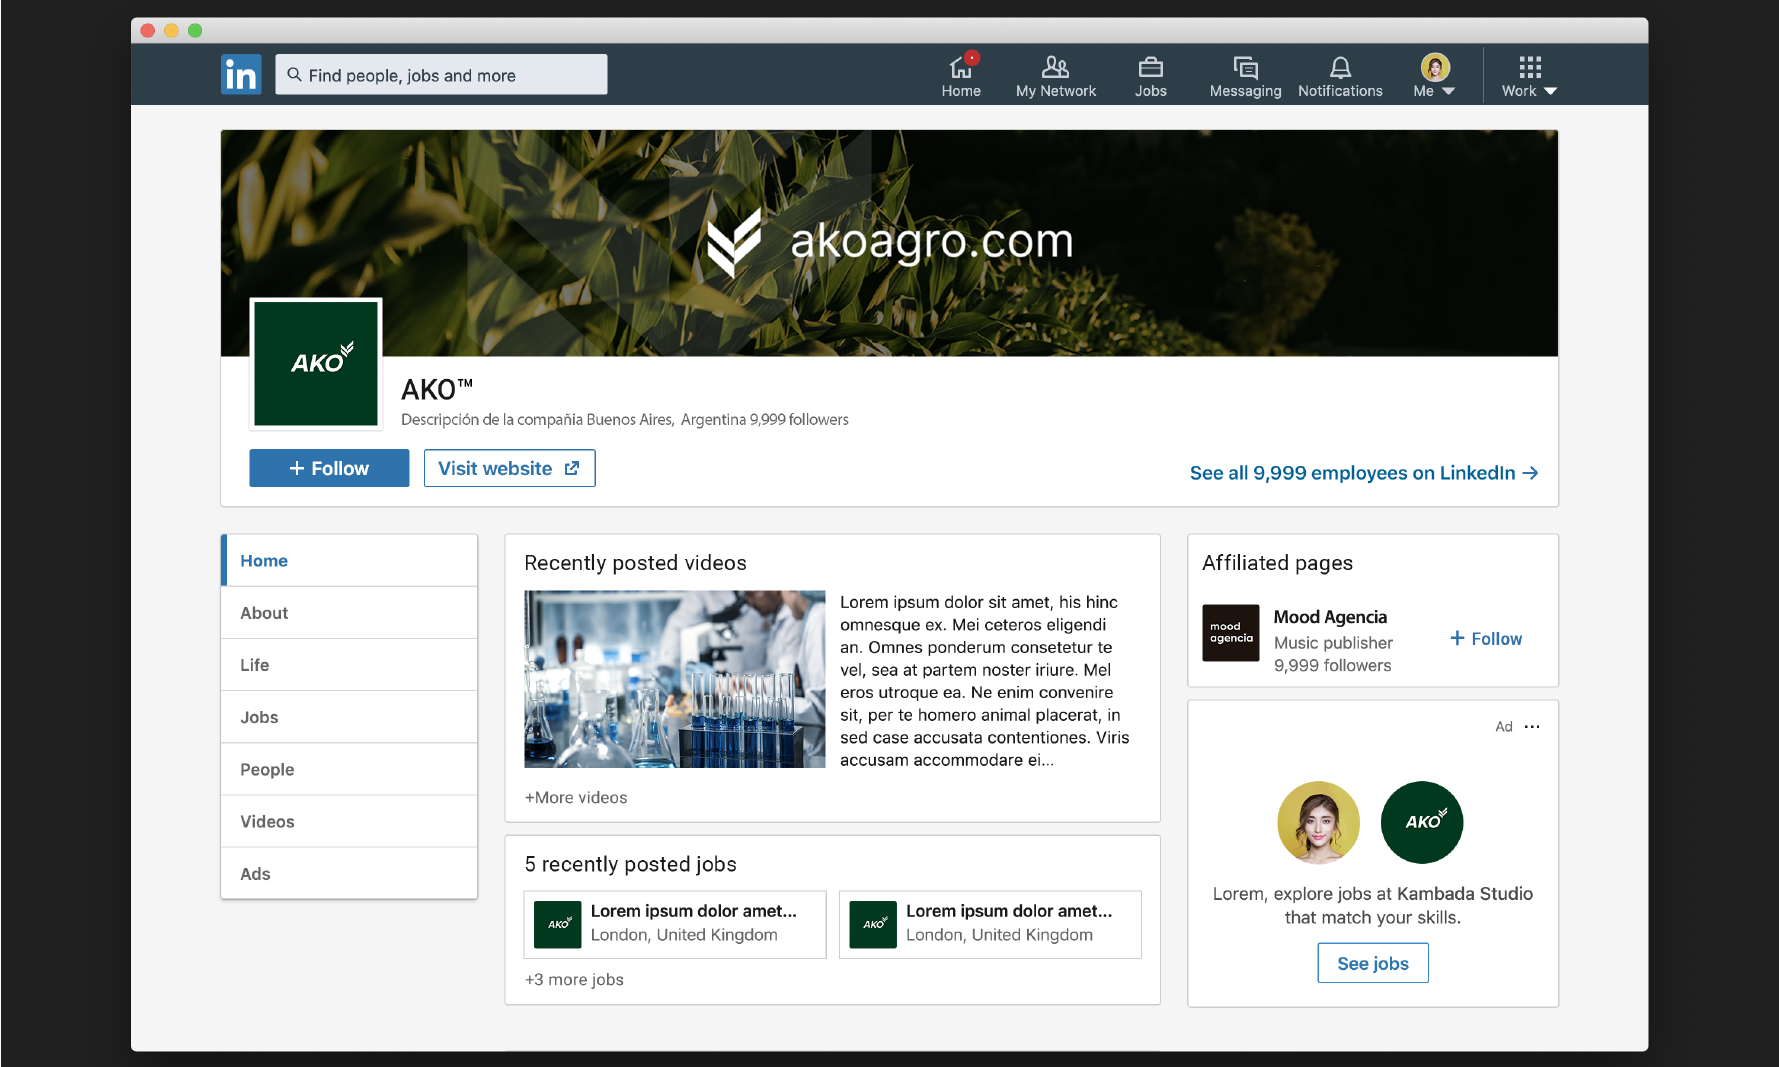 in
Find people, jobs and more
Home
My Network
Jobs
Messaging
Notifications
Me
Work
akoagro.com
AKO
AKO™
Descripción de la compañia Buenos Aires, Argentina 9,999 followers
+ Follow
Visit website
See all 9,999 employees on LinkedIn →
Home
About
Life
Jobs
People
Videos
Ads
Recently posted videos
Lorem ipsum dolor sit amet, his hinc
omnesque ex. Mei ceteros eligendi
an. Omnes ponderum consetetur te
vel, sea at partem noster iriure. Mel
eros utroque ea. Ne enim convenire
sit, per te homero animal placerat, in
sed case accusata contentiones. Viris
accusam accommodare ei...
+More videos
5 recently posted jobs
AKO
Lorem ipsum dolor amet...
London, United Kingdom
AKO
Lorem ipsum dolor amet...
London, United Kingdom
+3 more jobs
Affiliated pages
mood
agencia
Mood Agencia
Music publisher
9,999 followers
+ Follow
Ad ...
AKO
Lorem, explore jobs at Kambada Studio
that match your skills.
See jobs